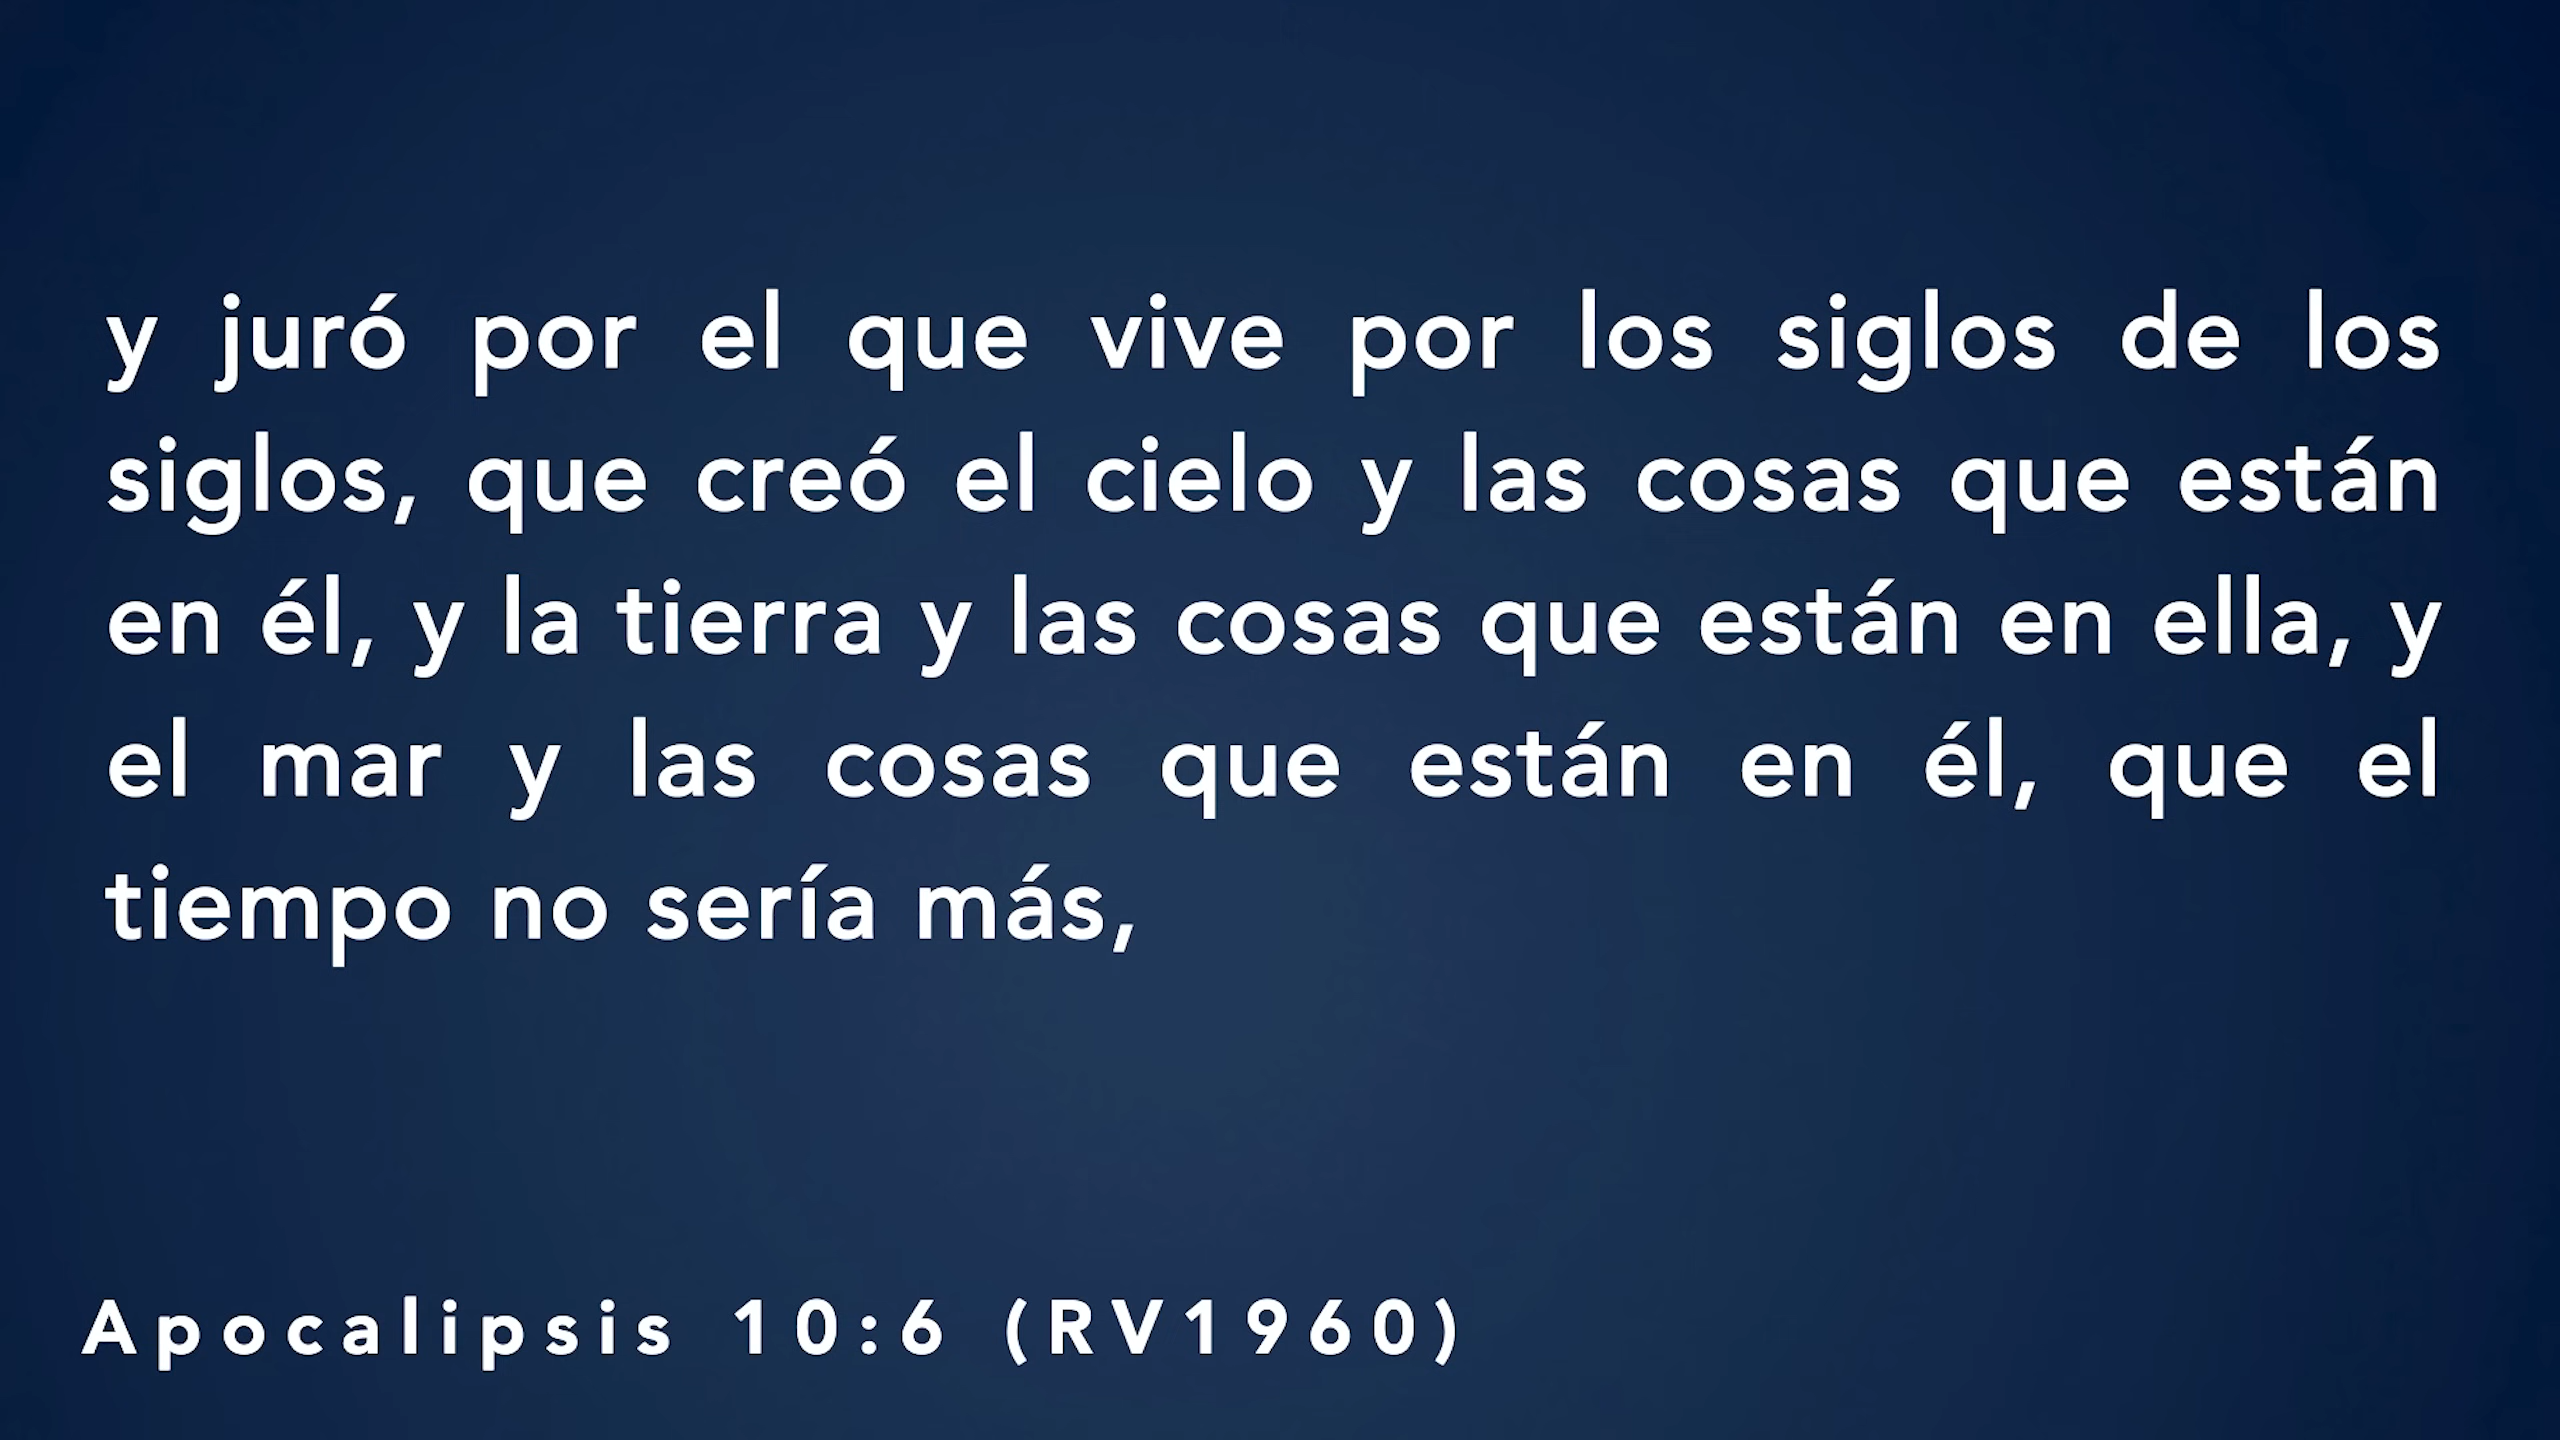 y juró por el que vive por los siglos de los
siglos, que creó el cielo y las cosas que están
en él, y la tierra y las cosas que están en ella, y
el mar y las cosas que están en él, que el
tiempo no sería más,
Apocalipsis 10:6 (RV1960)